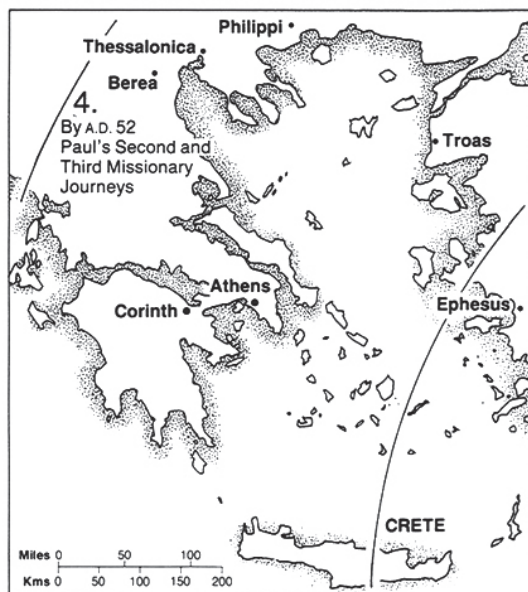 Philippi
Thessalonica
Berea
4.
By A.D. 52
Paul's Second and
Third Missionary
Journeys
Troas
Athens
Corinth
Ephesus
CRETE
Miles 0 50 100
Kms 0 50 100 150 200